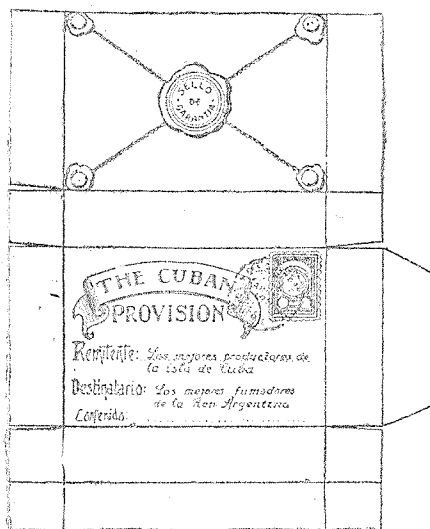 SELLO
DE
GARANTIA
THE CUBAN
PROVISION
Remitente: Los mejores productores de
la isla de Cuba
Destinatario: Los mejores fumadores
de la Rep. Argentina
Contenido: